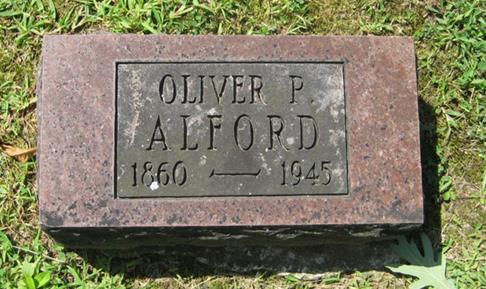 OLIVER P.
ALFORD
1860 — 1945